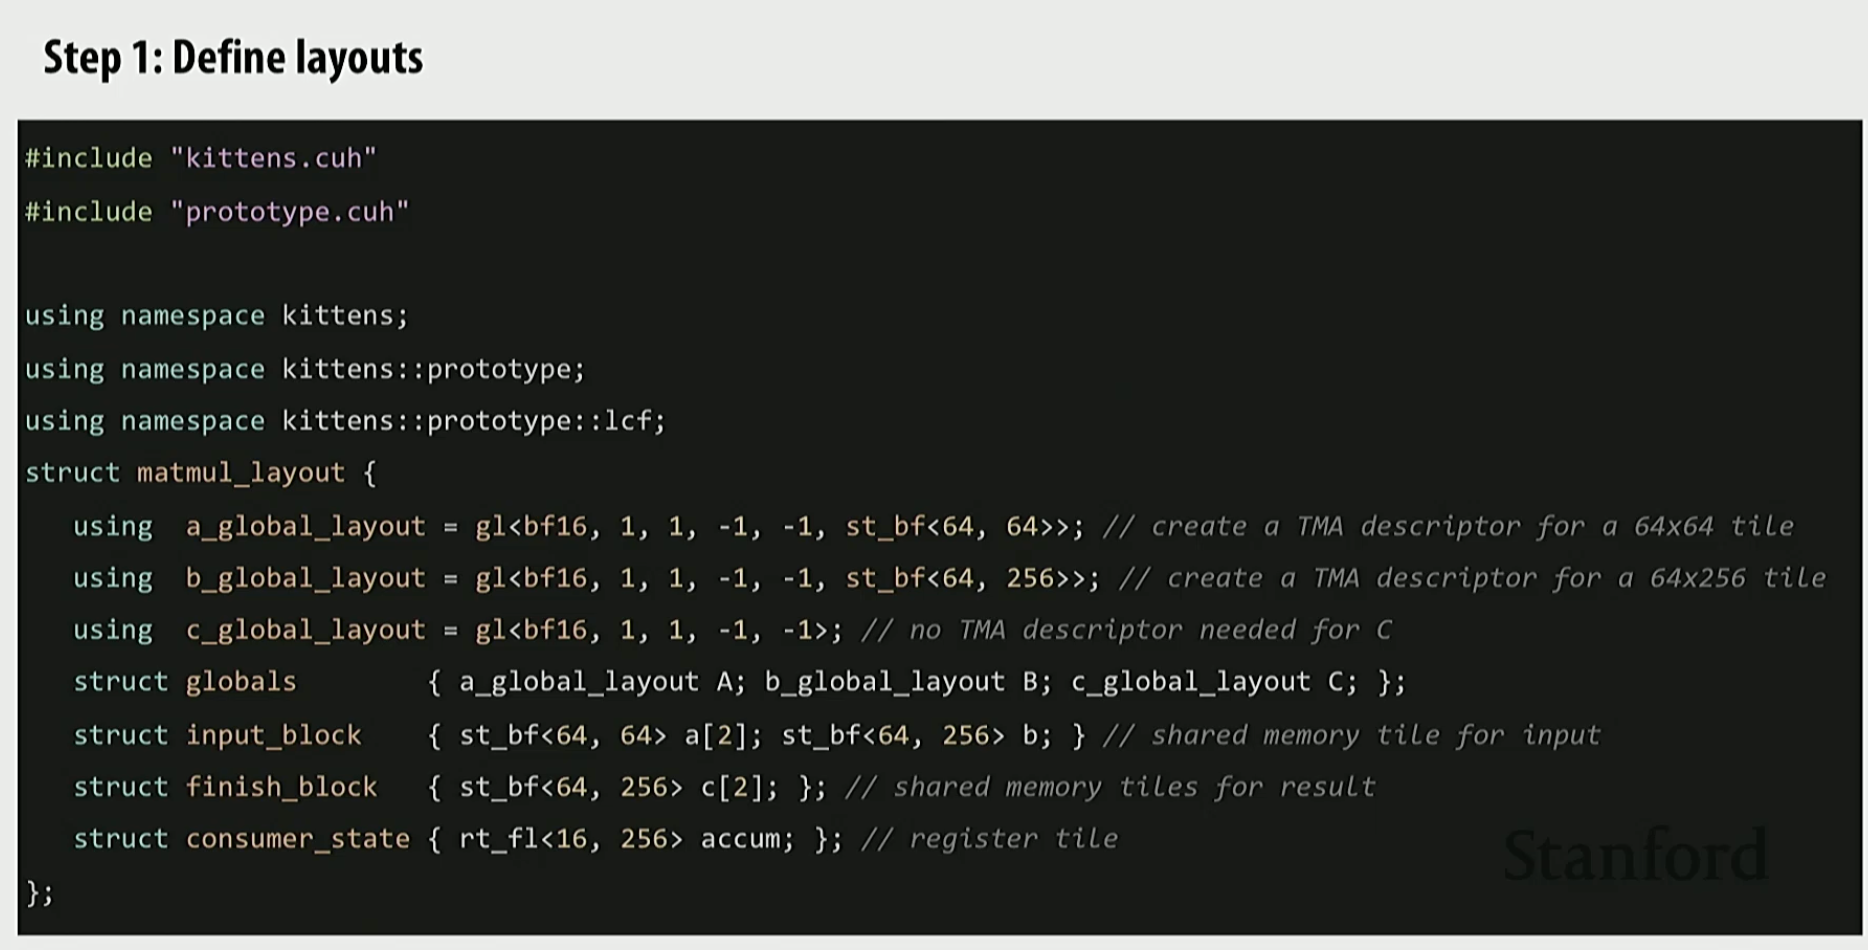 Step 1: Define layouts
#include "kittens.cuh"
#include "prototype.cuh"
using namespace kittens;
using namespace kittens::prototype;
using namespace kittens::prototype::lcf;
struct matmul_layout {
using a_global_layout = gl<bf16, 1, 1, -1, -1, st_bf<64, 64>>; // create a TMA descriptor for a 64x64 tile
using b_global_layout = gl<bf16, 1, 1, -1, -1, st_bf<64, 256>>; // create a TMA descriptor for a 64x256 tile
using c_global_layout = gl<bf16, 1, 1, -1, -1>; // no TMA descriptor needed for C
struct globals { a_global_layout A; b_global_layout B; c_global_layout C; };
struct input_block { st_bf<64, 64> a[2]; st_bf<64, 256> b; } // shared memory tile for input
struct finish_block { st_bf<64, 256> c[2]; }; // shared memory tiles for result
struct consumer_state { rt_fl<16, 256> accum; }; // register tile
};
Stanford